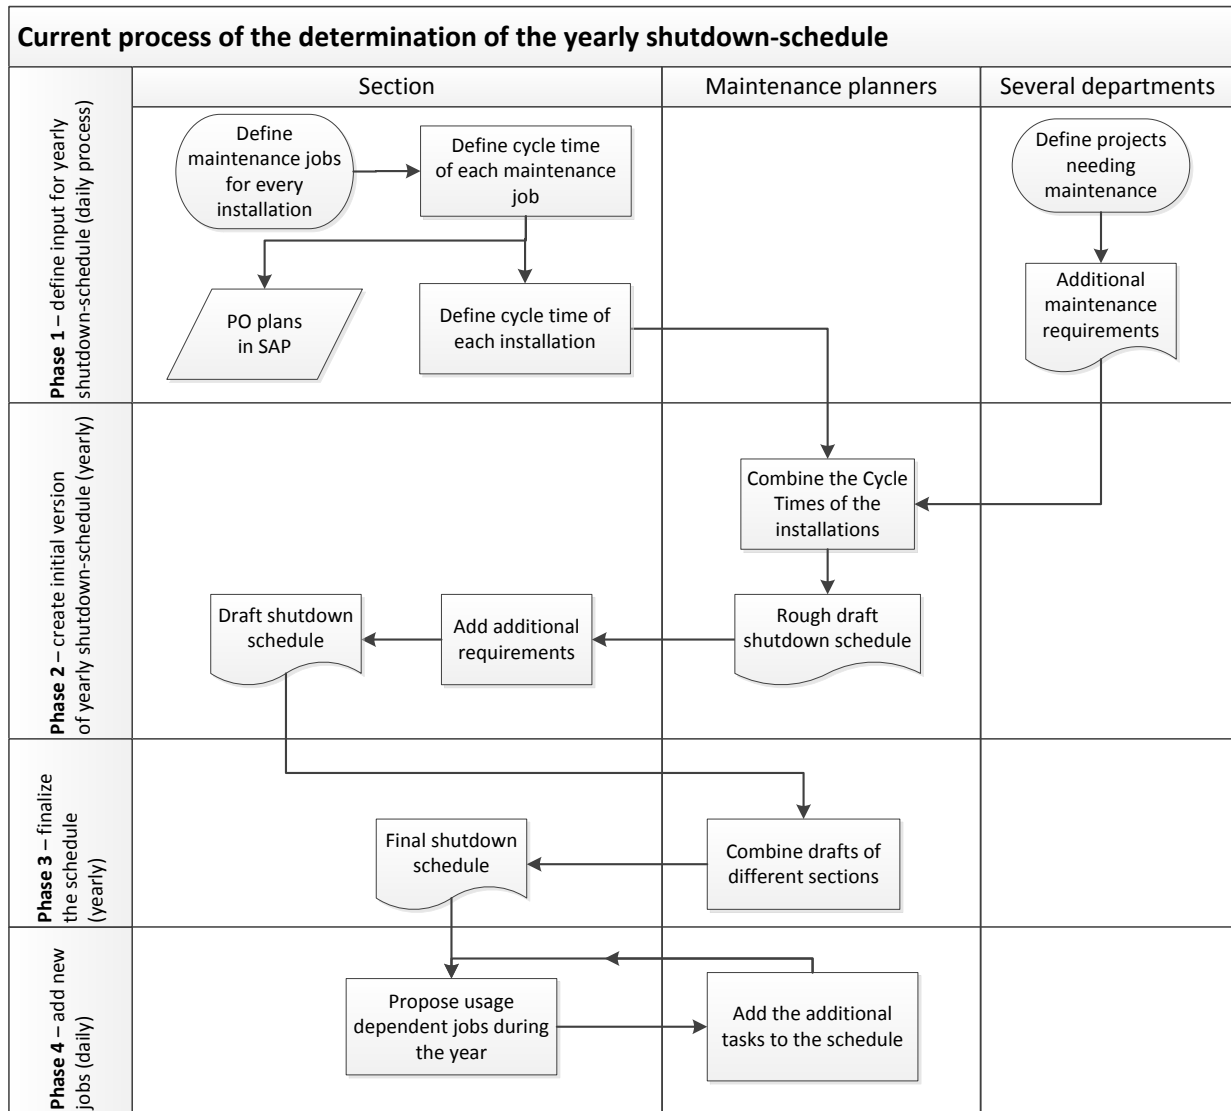 Current process of the determination of the yearly shutdown-schedule
Section
Maintenance planners
Several departments
Phase 1 – define input for yearly
shutdown-schedule (daily process)
Define
maintenance jobs
for every
installation
Define cycle time
of each maintenance
job
Define projects
needing
maintenance
PO plans
in SAP
Define cycle time of
each installation
Additional
maintenance
requirements
Phase 2 – create initial version
of yearly shutdown-schedule (yearly)
Combine the Cycle
Times of the
installations
Draft shutdown
schedule
Add additional
requirements
Rough draft
shutdown schedule
Phase 3 – finalize
the schedule
(yearly)
Final shutdown
schedule
Combine drafts of
different sections
Phase 4 – add new
jobs (daily)
Propose usage
dependent jobs during
the year
Add the additional
tasks to the schedule